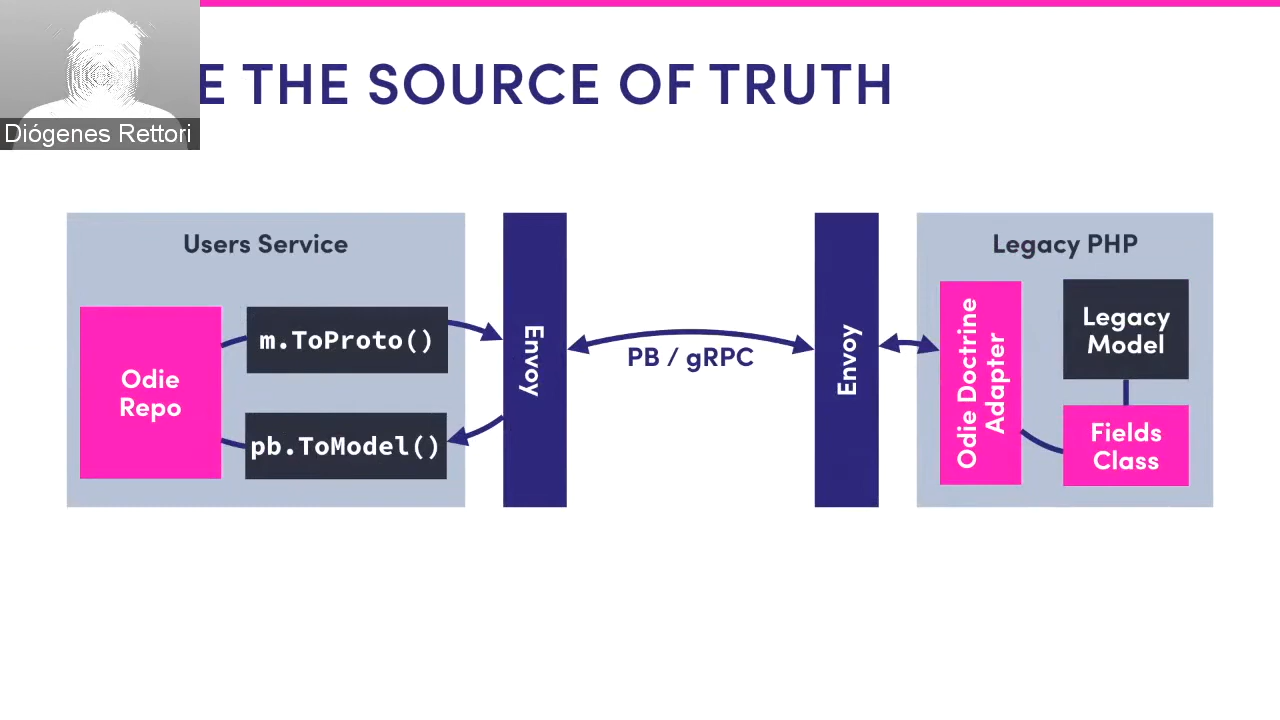 E THE SOURCE OF TRUTH
Diógenes Rettori
Users Service
Odie
Repo
m.ToProto()
pb.ToModel()
Envoy
PB / gRPC
Envoy
Legacy PHP
Odie Doctrine
Adapter
Legacy
Model
Fields
Class